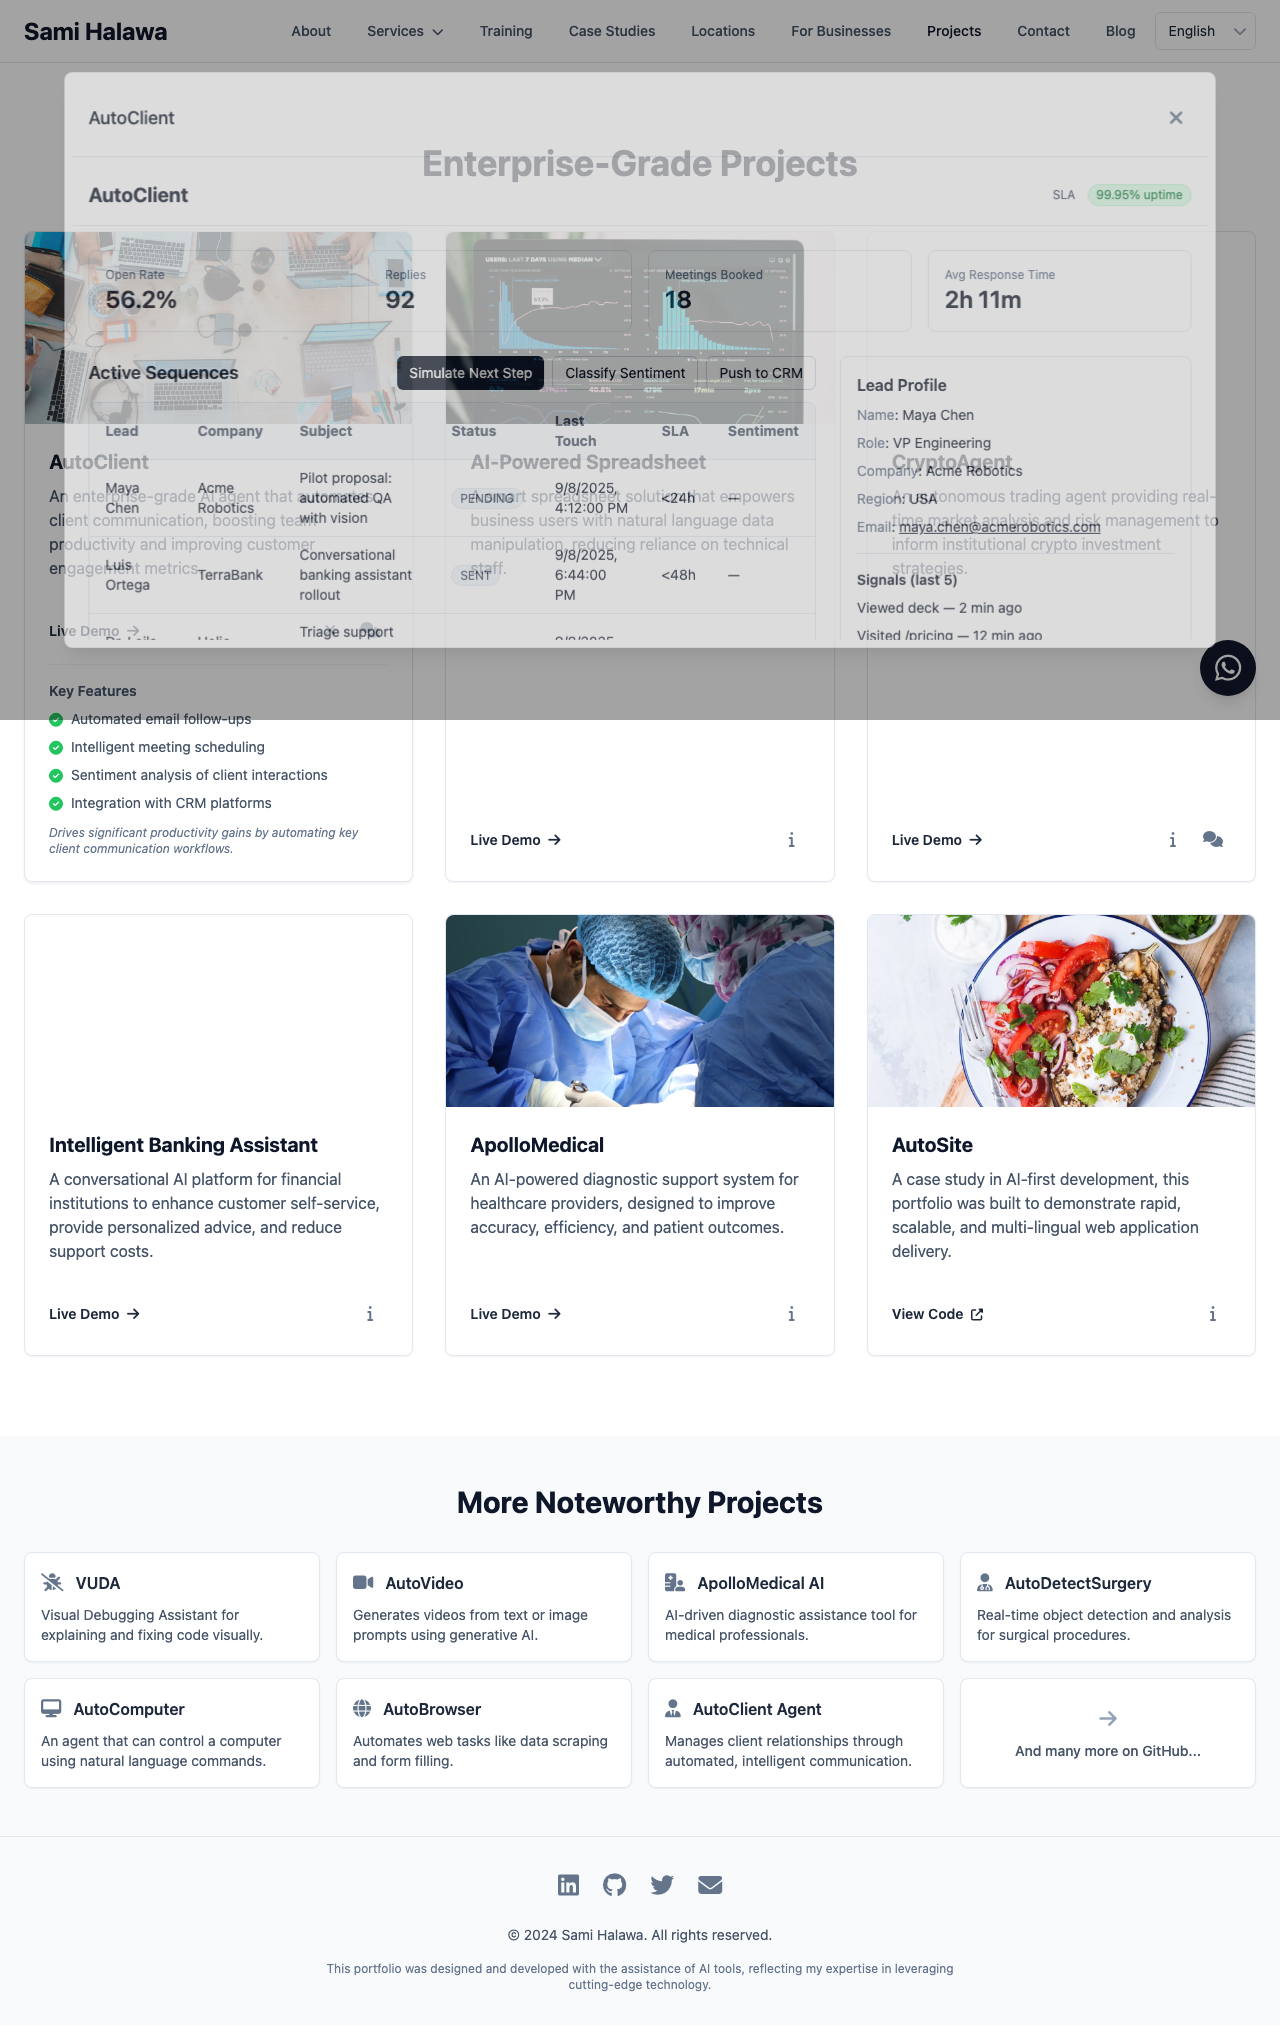 Sami Halawa
About
Services
Training
Case Studies
Locations
For Businesses
Projects
Contact
Blog
English
AutoClient
Enterprise-Grade Projects
AutoClient
SLA
99.95% uptime
USERS: LAST 7 DAYS USING MEDIAN
Open Rate
56.2%
Replies
92
Meetings Booked
18
Avg Response Time
2h 11m
Active Sequences
Simulate Next Step
Classify Sentiment
Push to CRM
Lead
Company
Subject
Status
Last
Touch
SLA
Sentiment
Maya
Chen
Acme
Robotics
Pilot proposal:
automated QA
with vision
PENDING
9/8/2025,
4:12:00 PM
<24h
—
Luis
Ortega
TerraBank
Conversational
banking assistant
rollout
SENT
9/8/2025,
6:44:00
PM
<48h
—
Triage support
Lead Profile
Name: Maya Chen
Role: VP Engineering
Company: Acme Robotics
Region: USA
Email: maya.chen@acmerobotics.com
Signals (last 5)
Viewed deck — 2 min ago
Visited /pricing — 12 min ago
AutoClient
An enterprise-grade AI agent that automates
client communication, boosting team
productivity and improving customer
engagement metrics.
Live Demo
Key Features
Automated email follow-ups
Intelligent meeting scheduling
Sentiment analysis of client interactions
Integration with CRM platforms
Drives significant productivity gains by automating key
client communication workflows.
AI-Powered Spreadsheet
A smart spreadsheet solution that empowers
business users with natural language data
manipulation, reducing reliance on technical
staff.
Live Demo
CryptoAgent
An autonomous trading agent providing real-
time market analysis and risk management to
inform institutional crypto investment
strategies.
Live Demo
Intelligent Banking Assistant
A conversational AI platform for financial
institutions to enhance customer self-service,
provide personalized advice, and reduce
support costs.
Live Demo
ApolloMedical
An AI-powered diagnostic support system for
healthcare providers, designed to improve
accuracy, efficiency, and patient outcomes.
Live Demo
AutoSite
A case study in AI-first development, this
portfolio was built to demonstrate rapid,
scalable, and multi-lingual web application
delivery.
View Code
More Noteworthy Projects
VUDA
Visual Debugging Assistant for
explaining and fixing code visually.
AutoVideo
Generates videos from text or image
prompts using generative AI.
ApolloMedical AI
AI-driven diagnostic assistance tool for
medical professionals.
AutoDetectSurgery
Real-time object detection and analysis
for surgical procedures.
AutoComputer
An agent that can control a computer
using natural language commands.
AutoBrowser
Automates web tasks like data scraping
and form filling.
AutoClient Agent
Manages client relationships through
automated, intelligent communication.
And many more on GitHub...
© 2024 Sami Halawa. All rights reserved.
This portfolio was designed and developed with the assistance of AI tools, reflecting my expertise in leveraging
cutting-edge technology.